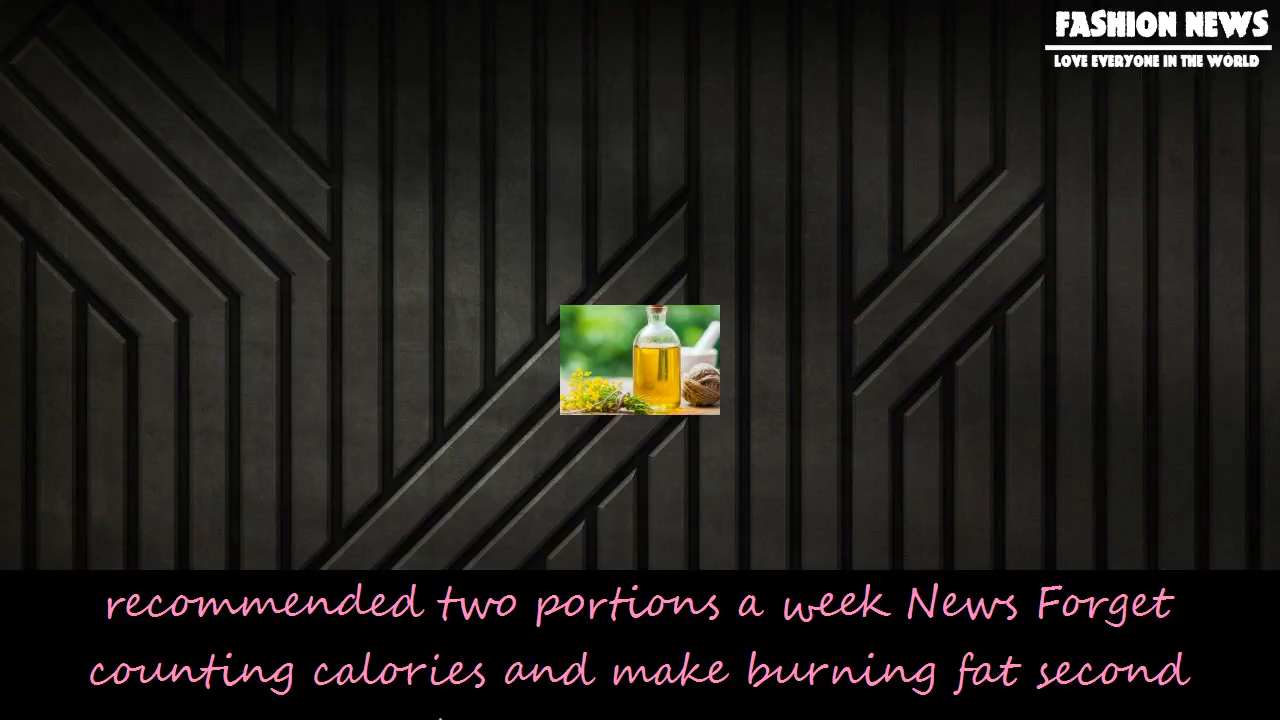 FASHION NEWS
LOVE EVERYONE IN THE WORLD
recommended two portions a week News Forget
counting calories and make burning fat second